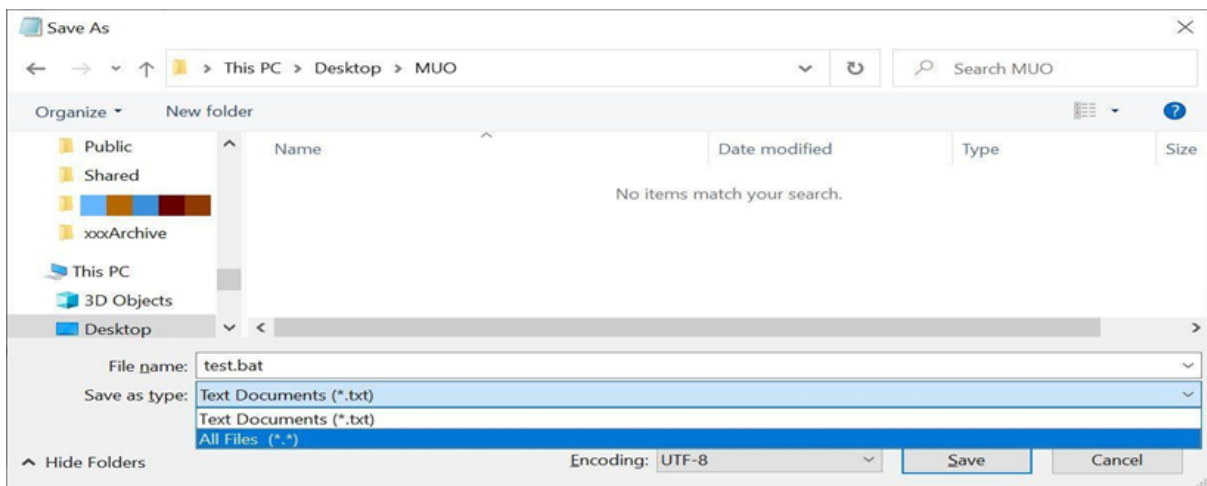 Save As
This PC > Desktop > MUO
Search MUO
Organize
New folder
Public
Shared
xxxArchive
This PC
3D Objects
Desktop
Name
Date modified
Type
Size
No items match your search.
File name: test.bat
Save as type: Text Documents (*.txt)
Text Documents (*.txt)
All Files (*.*)
Hide Folders
Encoding: UTF-8
Save
Cancel